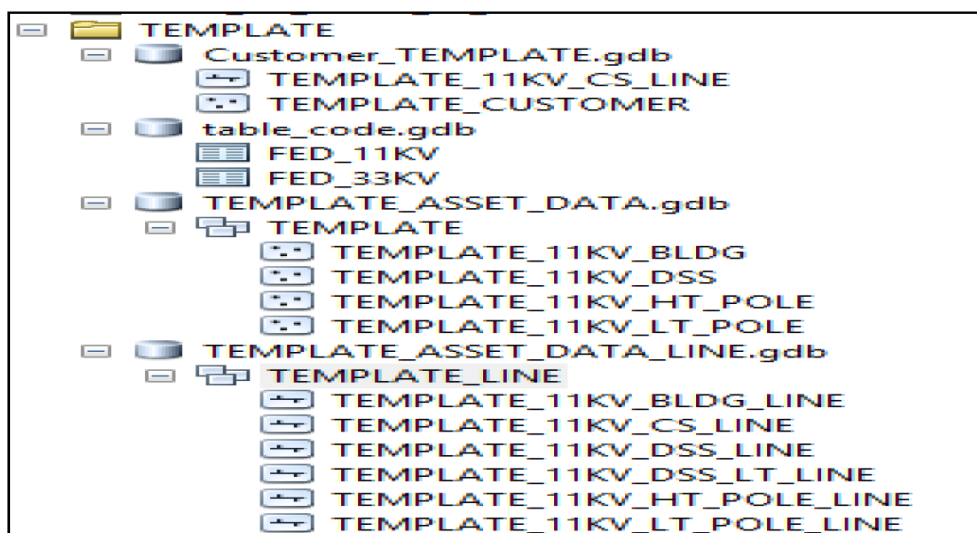 TEMPLATE
Customer_TEMPLATE.gdb
TEMPLATE_11KV_CS_LINE
TEMPLATE_CUSTOMER
table_code.gdb
FED_11KV
FED_33KV
TEMPLATE_ASSET_DATA.gdb
TEMPLATE
TEMPLATE_11KV_BLDG
TEMPLATE_11KV_DSS
TEMPLATE_11KV_HT_POLE
TEMPLATE_11KV_LT_POLE
TEMPLATE_ASSET_DATA_LINE.gdb
TEMPLATE_LINE
TEMPLATE_11KV_BLDG_LINE
TEMPLATE_11KV_CS_LINE
TEMPLATE_11KV_DSS_LINE
TEMPLATE_11KV_DSS_LT_LINE
TEMPLATE_11KV_HT_POLE_LINE
TEMPLATE_11KV_LT_POLE_LINE